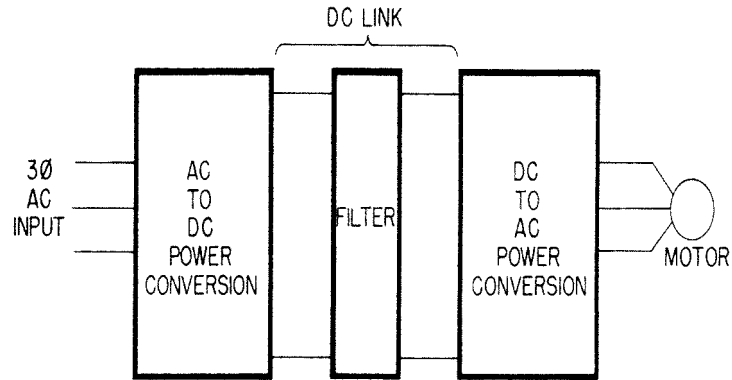 DC LINK
3Ø
AC
INPUT
AC
TO
DC
POWER
CONVERSION
FILTER
DC
TO
AC
POWER
CONVERSION
MOTOR